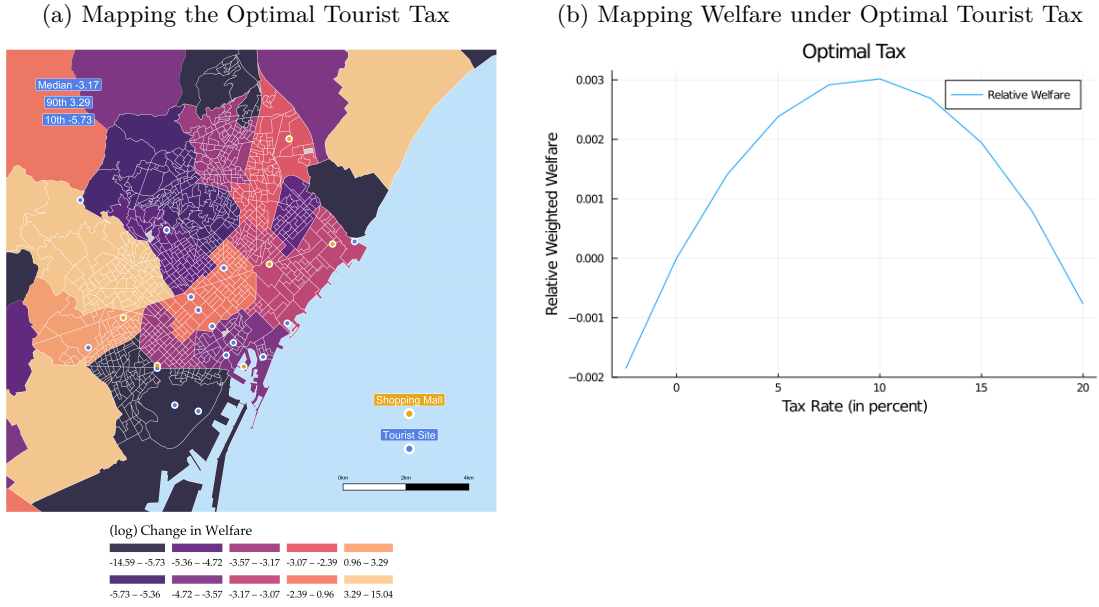 (a) Mapping the Optimal Tourist Tax
Median -3.17
90th 3.29
10th -5.73
Shopping Mall
Tourist Site
0km 2km 4km
(log) Change in Welfare
-14.59 – -5.73 -5.36 – -4.72 -3.57 – -3.17 -3.07 – -2.39 0.96 – 3.29
-5.73 – -5.36 -4.72 – -3.57 -3.17 – -3.07 -2.39 – 0.96 3.29 – 15.04
(b) Mapping Welfare under Optimal Tourist Tax
Optimal Tax
Relative Welfare
Relative Weighted Welfare
0.003
0.002
0.001
0.000
−0.001
−0.002
0 5 10 15 20
Tax Rate (in percent)